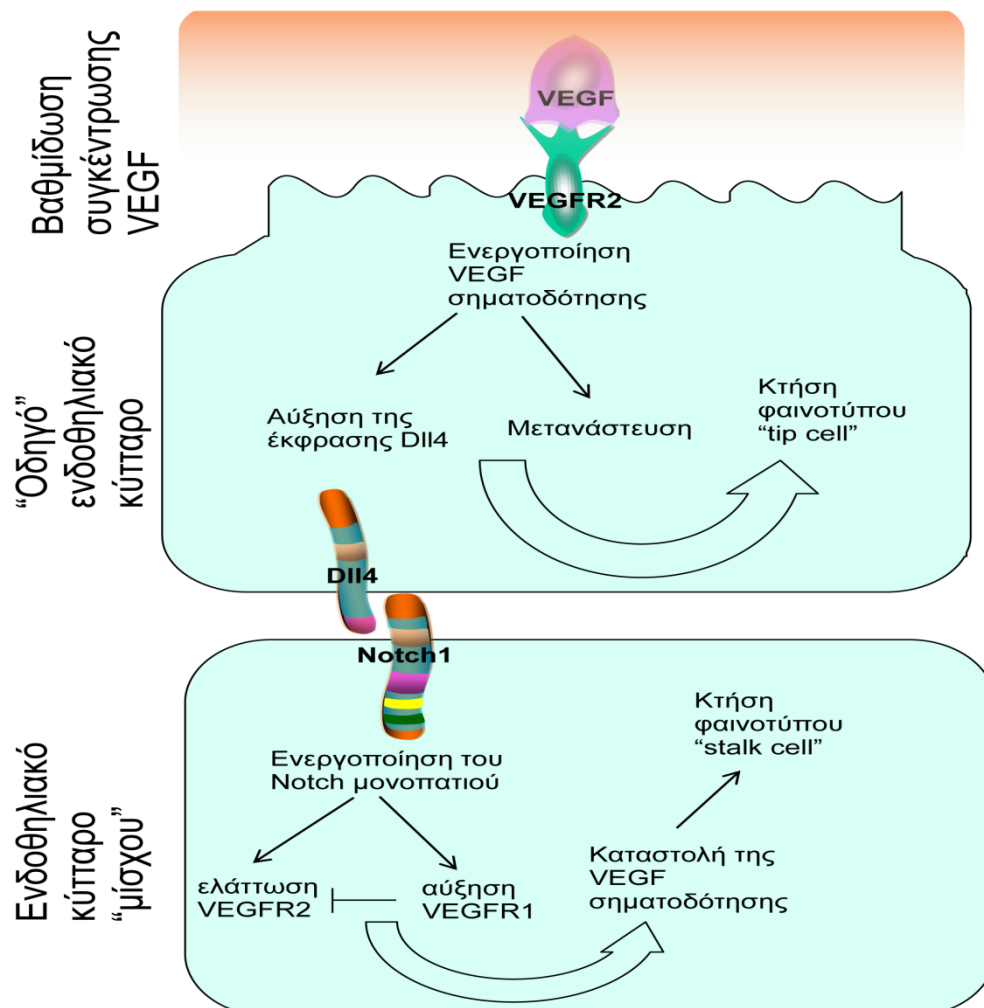 Βαθμίδωση
συγκέντρωσης
VEGF
VEGF
VEGFR2
Ενεργοποίηση
VEGF
σηματοδότησης
“Οδηγό”
ενδοθηλιακό
κύτταρο
Αύξηση της
έκφρασης Dll4
Μετανάστευση
Κτήση
φαινοτύπου
“tip cell”
Dll4
Notch1
Ενδοθηλιακό
κύτταρο
“μίσχου”
Ενεργοποίηση του
Notch μονοπατιού
ελάττωση
VEGFR2
αύξηση
VEGFR1
Καταστολή της
VEGF
σηματοδότησης
Κτήση
φαινοτύπου
“stalk cell”